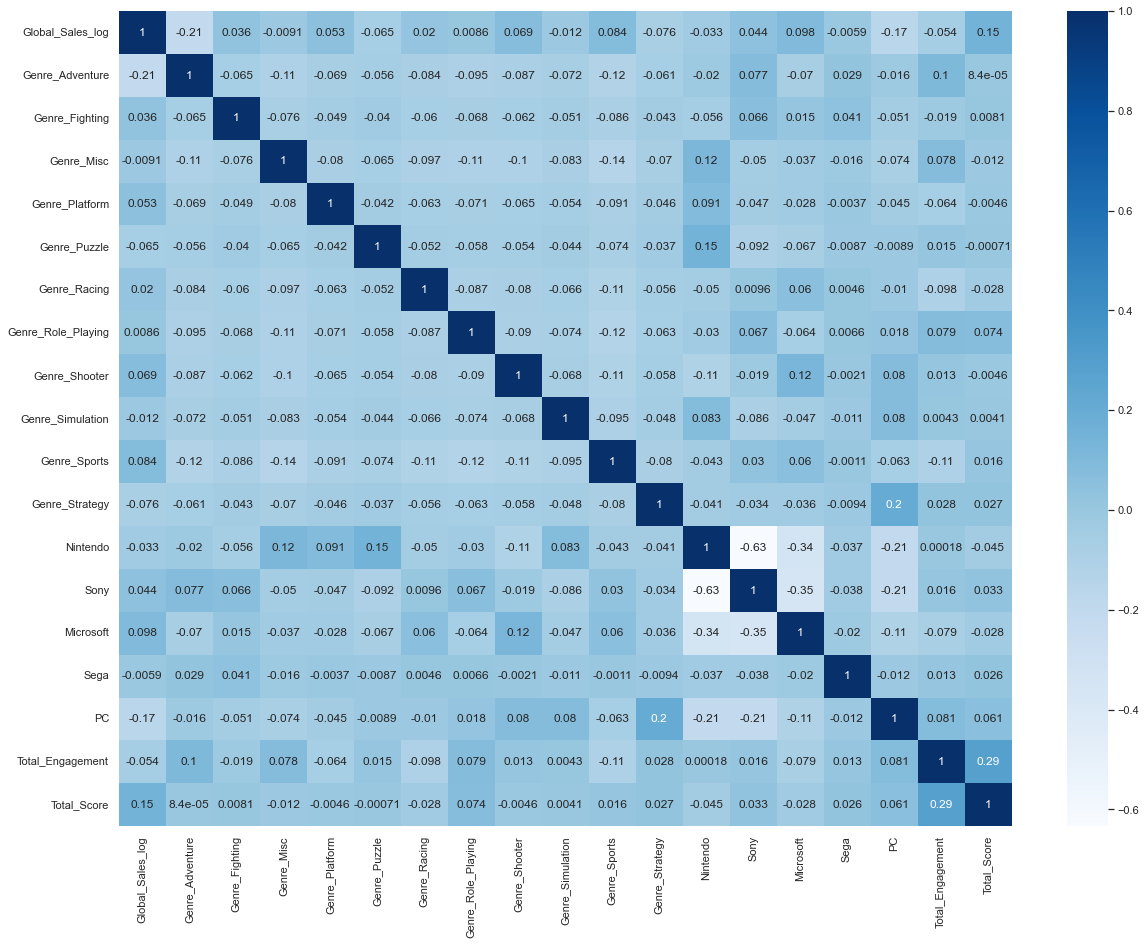 Global_Sales_log 1 -0.21 0.036 -0.0091 0.053 -0.065 0.02 0.0086 0.069 -0.012 0.084 -0.076 -0.033 0.044 0.098 -0.0059 -0.17 -0.054 0.15
Genre_Adventure -0.21 1 -0.065 -0.11 -0.069 -0.056 -0.084 -0.095 -0.087 -0.072 -0.12 -0.061 -0.02 0.077 -0.07 0.029 -0.016 0.1 8.4e-05
Genre_Fighting 0.036 -0.065 1 -0.076 -0.049 -0.04 -0.06 -0.068 -0.062 -0.051 -0.086 -0.043 -0.056 0.066 0.015 0.041 -0.051 -0.019 0.0081
Genre_Misc -0.0091 -0.11 -0.076 1 -0.08 -0.065 -0.097 -0.11 -0.1 -0.083 -0.14 -0.07 0.12 -0.05 -0.037 -0.016 -0.074 0.078 -0.012
Genre_Platform 0.053 -0.069 -0.049 -0.08 1 -0.042 -0.063 -0.071 -0.065 -0.054 -0.091 -0.046 0.091 -0.047 -0.028 -0.0037 -0.045 -0.064 -0.0046
Genre_Puzzle -0.065 -0.056 -0.04 -0.065 -0.042 1 -0.052 -0.058 -0.054 -0.044 -0.074 -0.037 0.15 -0.092 -0.067 -0.0087 -0.0089 0.015 -0.00071
Genre_Racing 0.02 -0.084 -0.06 -0.097 -0.063 -0.052 1 -0.087 -0.08 -0.066 -0.11 -0.056 -0.05 0.0096 0.06 0.0046 -0.01 -0.098 -0.028
Genre_Role_Playing 0.0086 -0.095 -0.068 -0.11 -0.071 -0.058 -0.087 1 -0.09 -0.074 -0.12 -0.063 -0.03 0.067 -0.064 0.0066 0.018 0.079 0.074
Genre_Shooter 0.069 -0.087 -0.062 -0.1 -0.065 -0.054 -0.08 -0.09 1 -0.068 -0.11 -0.058 -0.11 -0.019 0.12 -0.0021 0.08 0.013 -0.0046
Genre_Simulation -0.012 -0.072 -0.051 -0.083 -0.054 -0.044 -0.066 -0.074 -0.068 1 -0.095 -0.048 0.083 -0.086 -0.047 -0.011 0.08 0.0043 0.0041
Genre_Sports 0.084 -0.12 -0.086 -0.14 -0.091 -0.074 -0.11 -0.12 -0.11 -0.095 1 -0.08 -0.043 0.03 0.06 -0.0011 -0.063 -0.11 0.016
Genre_Strategy -0.076 -0.061 -0.043 -0.07 -0.046 -0.037 -0.056 -0.063 -0.058 -0.048 -0.08 1 -0.041 -0.034 -0.036 -0.0094 0.2 0.028 0.027
Nintendo -0.033 -0.02 -0.056 0.12 0.091 0.15 -0.05 -0.03 -0.11 0.083 -0.043 -0.041 1 -0.63 -0.34 -0.037 -0.21 0.00018 -0.045
Sony 0.044 0.077 0.066 -0.05 -0.047 -0.092 0.0096 0.067 -0.019 -0.086 0.03 -0.034 -0.63 1 -0.35 -0.038 -0.21 0.016 0.033
Microsoft 0.098 -0.07 0.015 -0.037 -0.028 -0.067 0.06 -0.064 0.12 -0.047 0.06 -0.036 -0.34 -0.35 1 -0.02 -0.11 -0.079 -0.028
Sega -0.0059 0.029 0.041 -0.016 -0.0037 -0.0087 0.0046 0.0066 -0.0021 -0.011 -0.0011 -0.0094 -0.037 -0.038 -0.02 1 -0.012 0.013 0.026
PC -0.17 -0.016 -0.051 -0.074 -0.045 -0.0089 -0.01 0.018 0.08 0.08 -0.063 0.2 -0.21 -0.21 -0.11 -0.012 1 0.081 0.061
Total_Engagement -0.054 0.1 -0.019 0.078 -0.064 0.015 -0.098 0.079 0.013 0.0043 -0.11 0.028 0.00018 0.016 -0.079 0.013 0.081 1 0.29
Total_Score 0.15 8.4e-05 0.0081 -0.012 -0.0046 -0.00071 -0.028 0.074 -0.0046 0.0041 0.016 0.027 -0.045 0.033 -0.028 0.026 0.061 0.29 1
Global_Sales_log
Genre_Adventure
Genre_Fighting
Genre_Misc
Genre_Platform
Genre_Puzzle
Genre_Racing
Genre_Role_Playing
Genre_Shooter
Genre_Simulation
Genre_Sports
Genre_Strategy
Nintendo
Sony
Microsoft
Sega
PC
Total_Engagement
Total_Score
1.0
0.8
0.6
0.4
0.2
0.0
−0.2
−0.4
−0.6